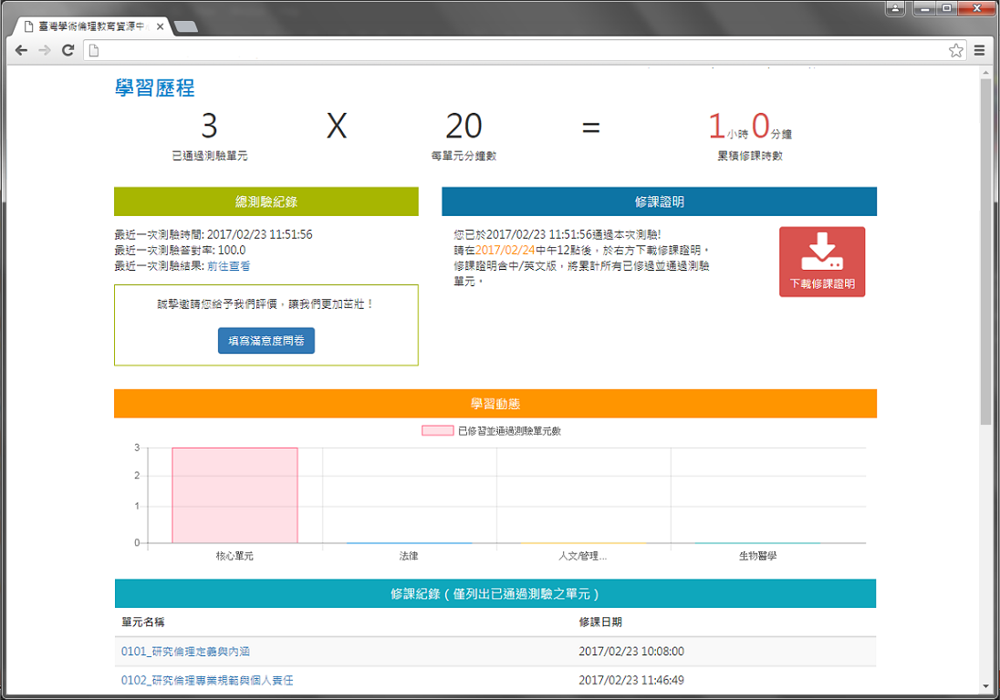 臺灣學術倫理教育資源中
學習歷程
3 X 20 = 1小時0分鐘
已通過測驗單元 每單元分鐘數 累積修課時數
總測驗紀錄
最近一次測驗時間: 2017/02/23 11:51:56
最近一次測驗答對率: 100.0
最近一次測驗結果: 前往查看
誠摯邀請您給予我們評價，讓我們更加茁壯！
填寫滿意度問卷
修課證明
您已於2017/02/23 11:51:56通過本次測驗!
請在2017/02/24中午12點後，於右方下載修課證明，
修課證明含中/英文版，將累計所有已修過並通過測驗
單元。
下載修課證明
學習動態
已修習並通過測驗單元數
3
2
1
0
核心單元 法律 人文/管理... 生物醫學
修課紀錄 ( 僅列出已通過測驗之單元 )
單元名稱 修課日期
0101_研究倫理定義與內涵 2017/02/23 10:08:00
0102_研究倫理專業規範與個人責任 2017/02/23 11:46:49